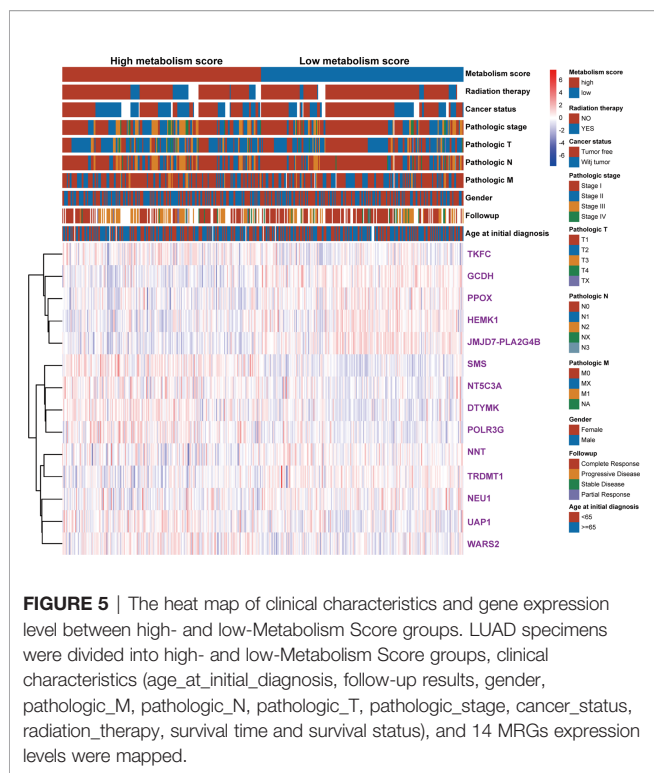 High metabolism score
Low metabolism score
Metabolism score
Radiation therapy
Cancer status
Pathologic stage
Pathologic T
Pathologic N
Pathologic M
Gender
Followup
Age at initial diagnosis
TKFC
GCDH
PPOX
HEMK1
JMJD7-PLA2G4B
SMS
NT5C3A
DTYMK
POLR3G
NNT
TRDMT1
NEU1
UAP1
WARS2
6
4
2
0
-2
-4
-6
Metabolism score
high
low
Radiation therapy
NO
YES
Cancer status
Tumor free
Witj tumor
Pathologic stage
Stage I
Stage II
Stage III
Stage IV
Pathologic T
T1
T2
T3
T4
TX
Pathologic N
N0
N1
N2
NX
N3
Pathologic M
M0
MX
M1
NA
Gender
Female
Male
Followup
Complete Response
Progressive Disease
Stable Disease
Partial Response
Age at initial diagnosis
<65
>=65
FIGURE 5 | The heat map of clinical characteristics and gene expression
level between high- and low-Metabolism Score groups. LUAD specimens
were divided into high- and low-Metabolism Score groups, clinical
characteristics (age_at_initial_diagnosis, follow-up results, gender,
pathologic_M, pathologic_N, pathologic_T, pathologic_stage, cancer_status,
radiation_therapy, survival time and survival status), and 14 MRGs expression
levels were mapped.